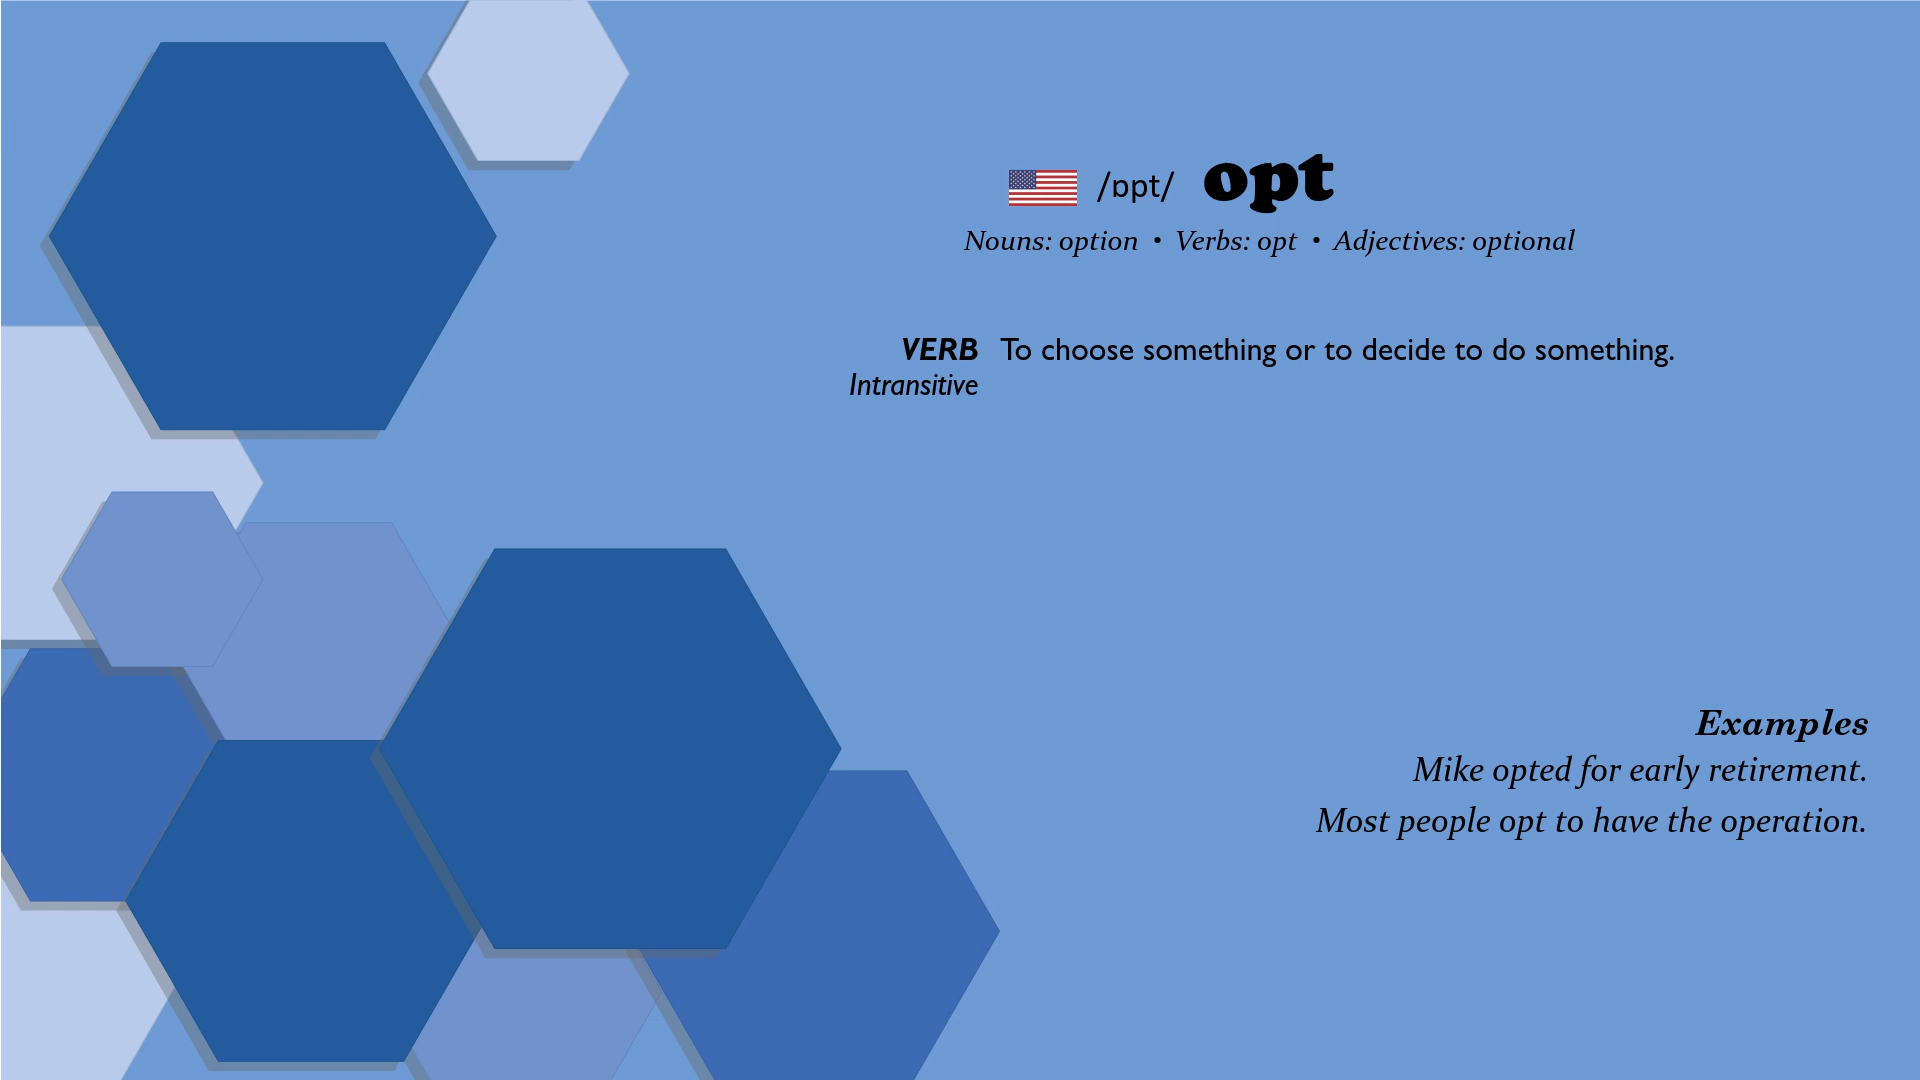 /ɒpt/ opt
Nouns: option • Verbs: opt • Adjectives: optional
VERB To choose something or to decide to do something.
Intransitive
Examples
Mike opted for early retirement.
Most people opt to have the operation.